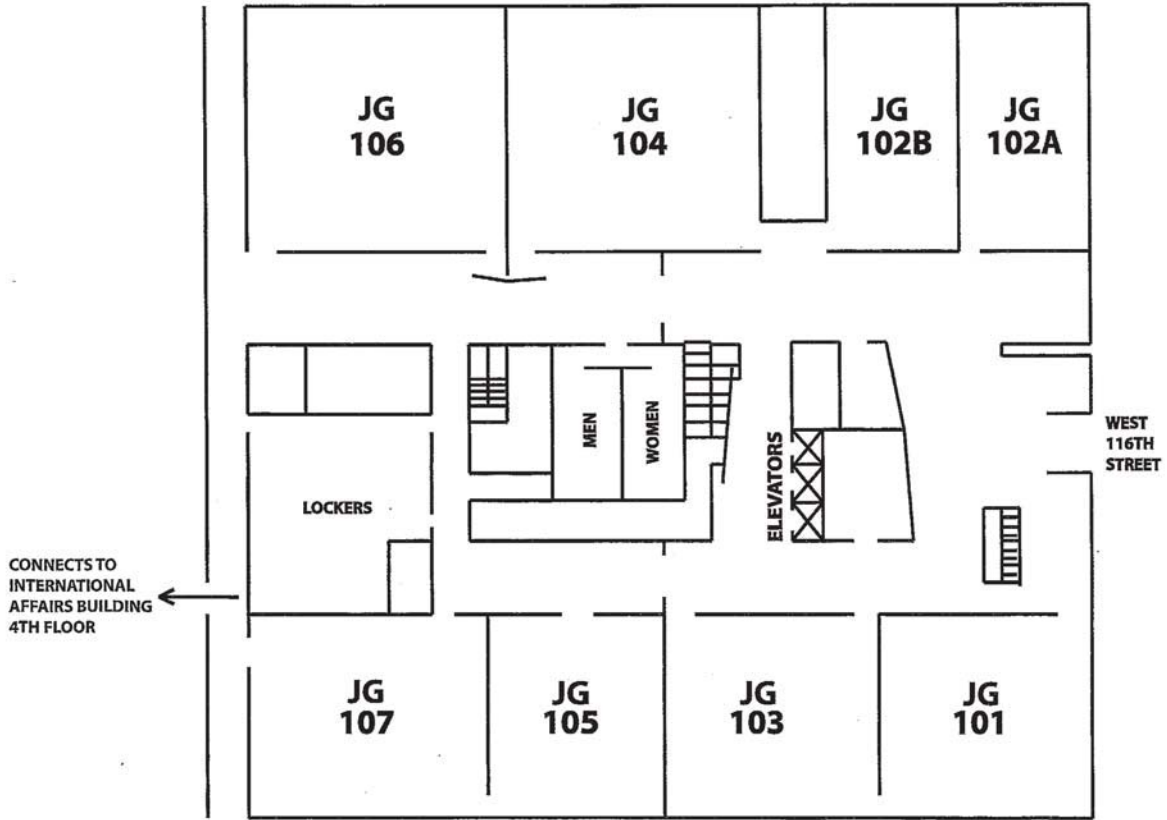 JG
106
JG
104
JG
102B
JG
102A
MEN
WOMEN
ELEVATORS
WEST
116TH
STREET
LOCKERS
CONNECTS TO
INTERNATIONAL
AFFAIRS BUILDING
4TH FLOOR
JG
107
JG
105
JG
103
JG
101